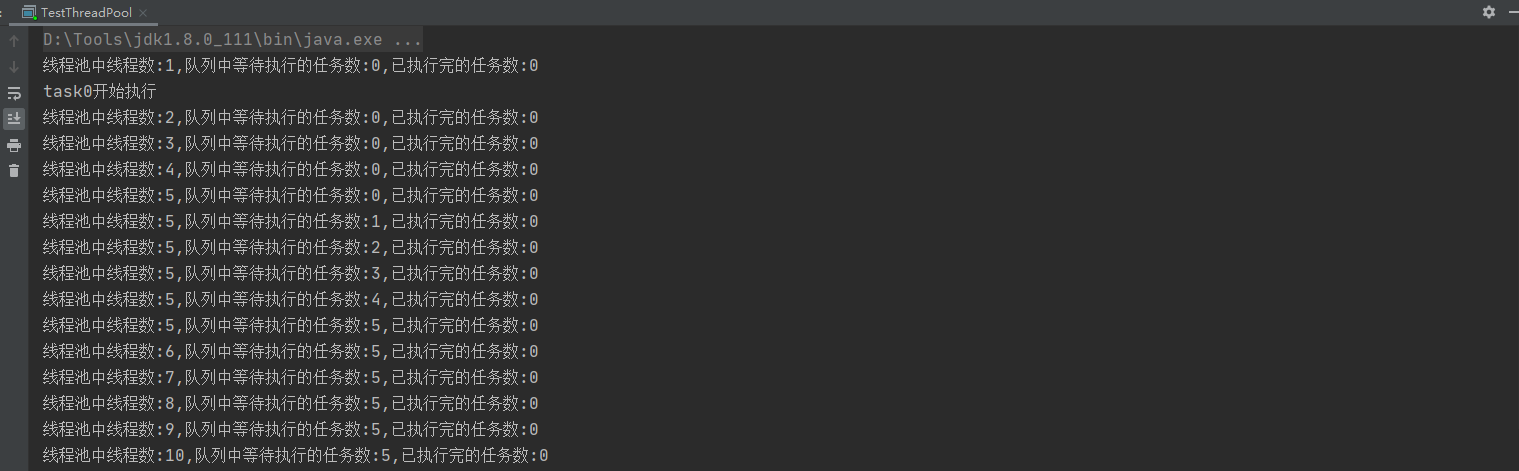 TestThreadPool
D:\Tools\jdk1.8.0_111\bin\java.exe ...
线程池中线程数:1,队列中等待执行的任务数:0,已执行完的任务数:0
task0开始执行
线程池中线程数:2,队列中等待执行的任务数:0,已执行完的任务数:0
线程池中线程数:3,队列中等待执行的任务数:0,已执行完的任务数:0
线程池中线程数:4,队列中等待执行的任务数:0,已执行完的任务数:0
线程池中线程数:5,队列中等待执行的任务数:0,已执行完的任务数:0
线程池中线程数:5,队列中等待执行的任务数:1,已执行完的任务数:0
线程池中线程数:5,队列中等待执行的任务数:2,已执行完的任务数:0
线程池中线程数:5,队列中等待执行的任务数:3,已执行完的任务数:0
线程池中线程数:5,队列中等待执行的任务数:4,已执行完的任务数:0
线程池中线程数:5,队列中等待执行的任务数:5,已执行完的任务数:0
线程池中线程数:6,队列中等待执行的任务数:5,已执行完的任务数:0
线程池中线程数:7,队列中等待执行的任务数:5,已执行完的任务数:0
线程池中线程数:8,队列中等待执行的任务数:5,已执行完的任务数:0
线程池中线程数:9,队列中等待执行的任务数:5,已执行完的任务数:0
线程池中线程数:10,队列中等待执行的任务数:5,已执行完的任务数:0